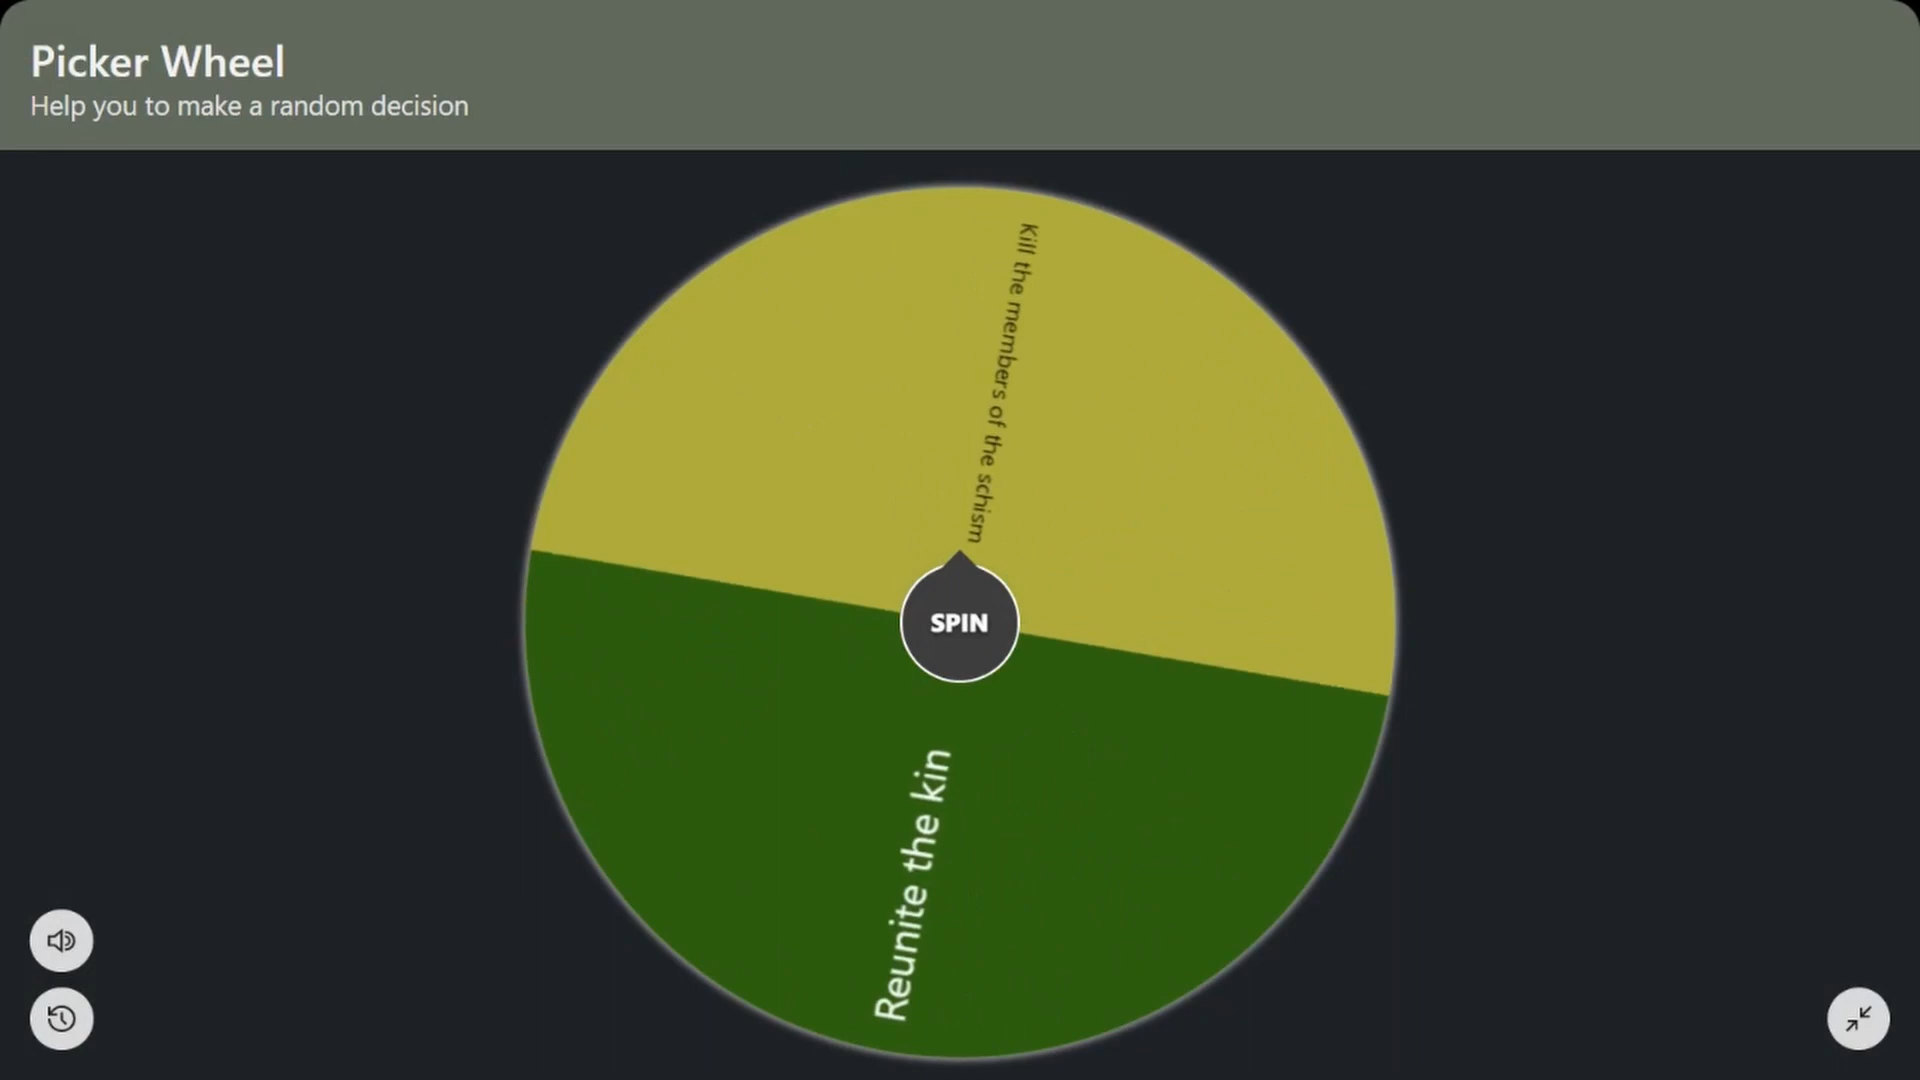 Picker Wheel
Help you to make a random decision
Kill the members of the schism
SPIN
Reunite the kin